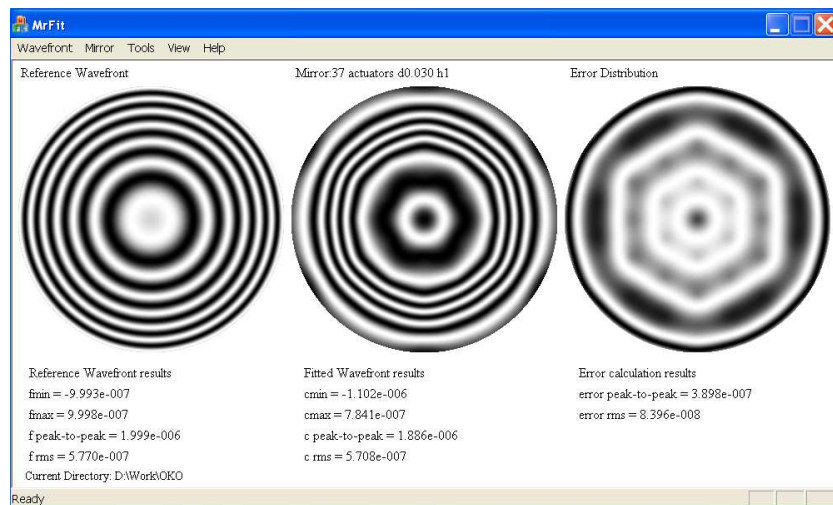 MrFit
Wavefront Mirror Tools View Help
Reference Wavefront
Mirror:37 actuators d0.030 h1
Error Distribution
Reference Wavefront results
fmin = -9.993e-007
fmax = 9.998e-007
f peak-to-peak = 1.999e-006
f rms = 5.770e-007
Current Directory: D:\Work\OKO
Fitted Wavefront results
cmin = -1.102e-006
cmax = 7.841e-007
c peak-to-peak = 1.886e-006
c rms = 5.708e-007
Error calculation results
error peak-to-peak = 3.898e-007
error rms = 8.396e-008
Ready